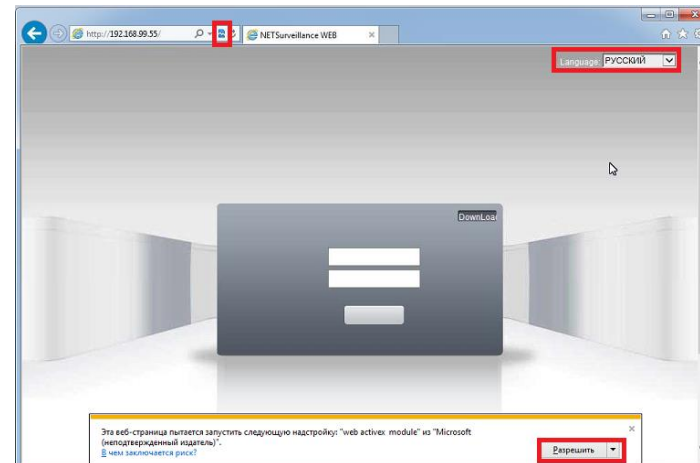 http://192.168.99.55/
NETSurveillance WEB
Language: РУССКИЙ
DownLoa
Эта веб-страница пытается запустить следующую надстройку: "web activex module" из "Microsoft
(неподтвержденный издатель)".
В чем заключается риск?
Разрешить